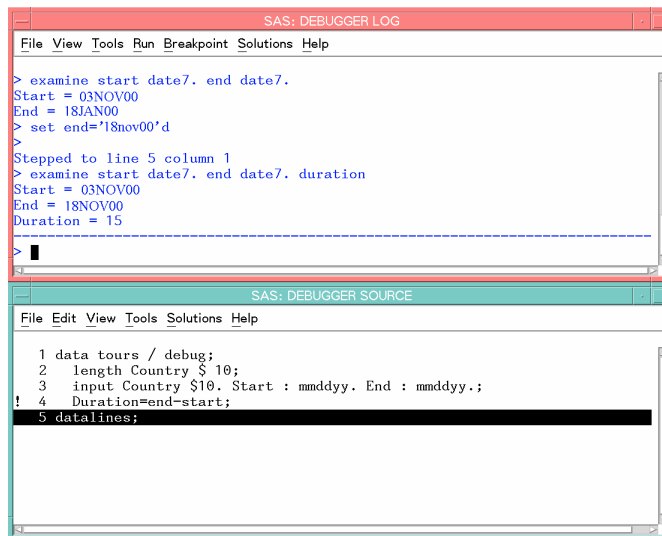 SAS: DEBUGGER LOG
File View Tools Run Breakpoint Solutions Help
> examine start date7. end date7.
Start = 03NOV00
End = 18JAN00
> set end='18nov00'd
>
Stepped to line 5 column 1
> examine start date7. end date7. duration
Start = 03NOV00
End = 18NOV00
Duration = 15
>
SAS: DEBUGGER SOURCE
File Edit View Tools Solutions Help
1 data tours / debug;
2 length Country $ 10;
3 input Country $10. Start : mmddyy. End : mmddyy.;
! 4 Duration=end-start;
5 datalines;